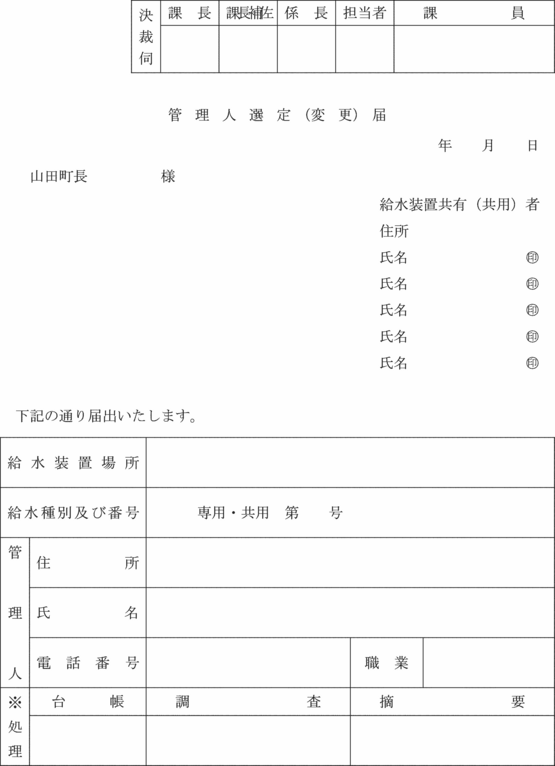 決裁伺 課長 課長補佐 係長 担当者 課員
管理人選定（変更）届
年 月 日
山田町長 様
給水装置共有（共用）者
住所
氏名 ㊞
氏名 ㊞
氏名 ㊞
氏名 ㊞
氏名 ㊞
下記の通り届出いたします。
給水装置場所
給水種別及び番号 専用・共用 第 号
管理人 住所
氏名
電話番号 職業
※処理 台帳 調査 摘要